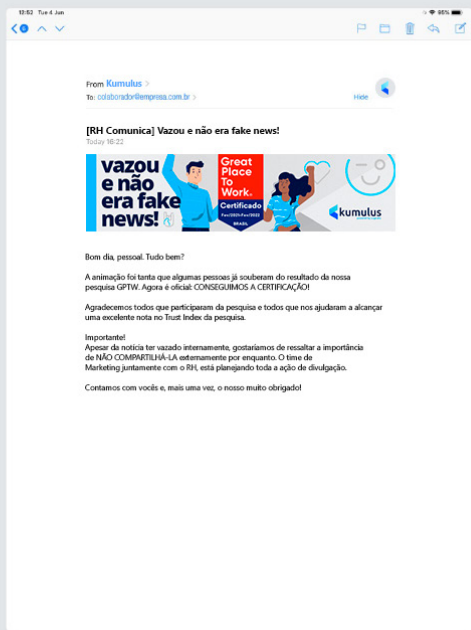 12:52 Tue 4 Jan
95%
From Kumulus >
To: colaborador@empresa.com.br >
Hide
[RH Comunica] Vazou e não era fake news!
Today 16:22
vazou
e não
era fake
news!
Great
Place
To
Work.
Certificado
Fev/2021-Fev/2022
BRASIL
kumulus
Bom dia, pessoal. Tudo bem?
A animação foi tanta que algumas pessoas já souberam do resultado da nossa
pesquisa GPTW. Agora é oficial: CONSEGUIMOS A CERTIFICAÇÃO!
Agradecemos todos que participaram da pesquisa e todos que nos ajudaram a alcançar
uma excelente nota no Trust Index da pesquisa.
Importante!
Apesar da notícia ter vazado internamente, gostaríamos de ressaltar a importância
de NÃO COMPARTILHÁ-LA externamente por enquanto. O time de
Marketing juntamente com o RH, está planejando toda a ação de divulgação.
Contamos com vocês e, mais uma vez, o nosso muito obrigado!